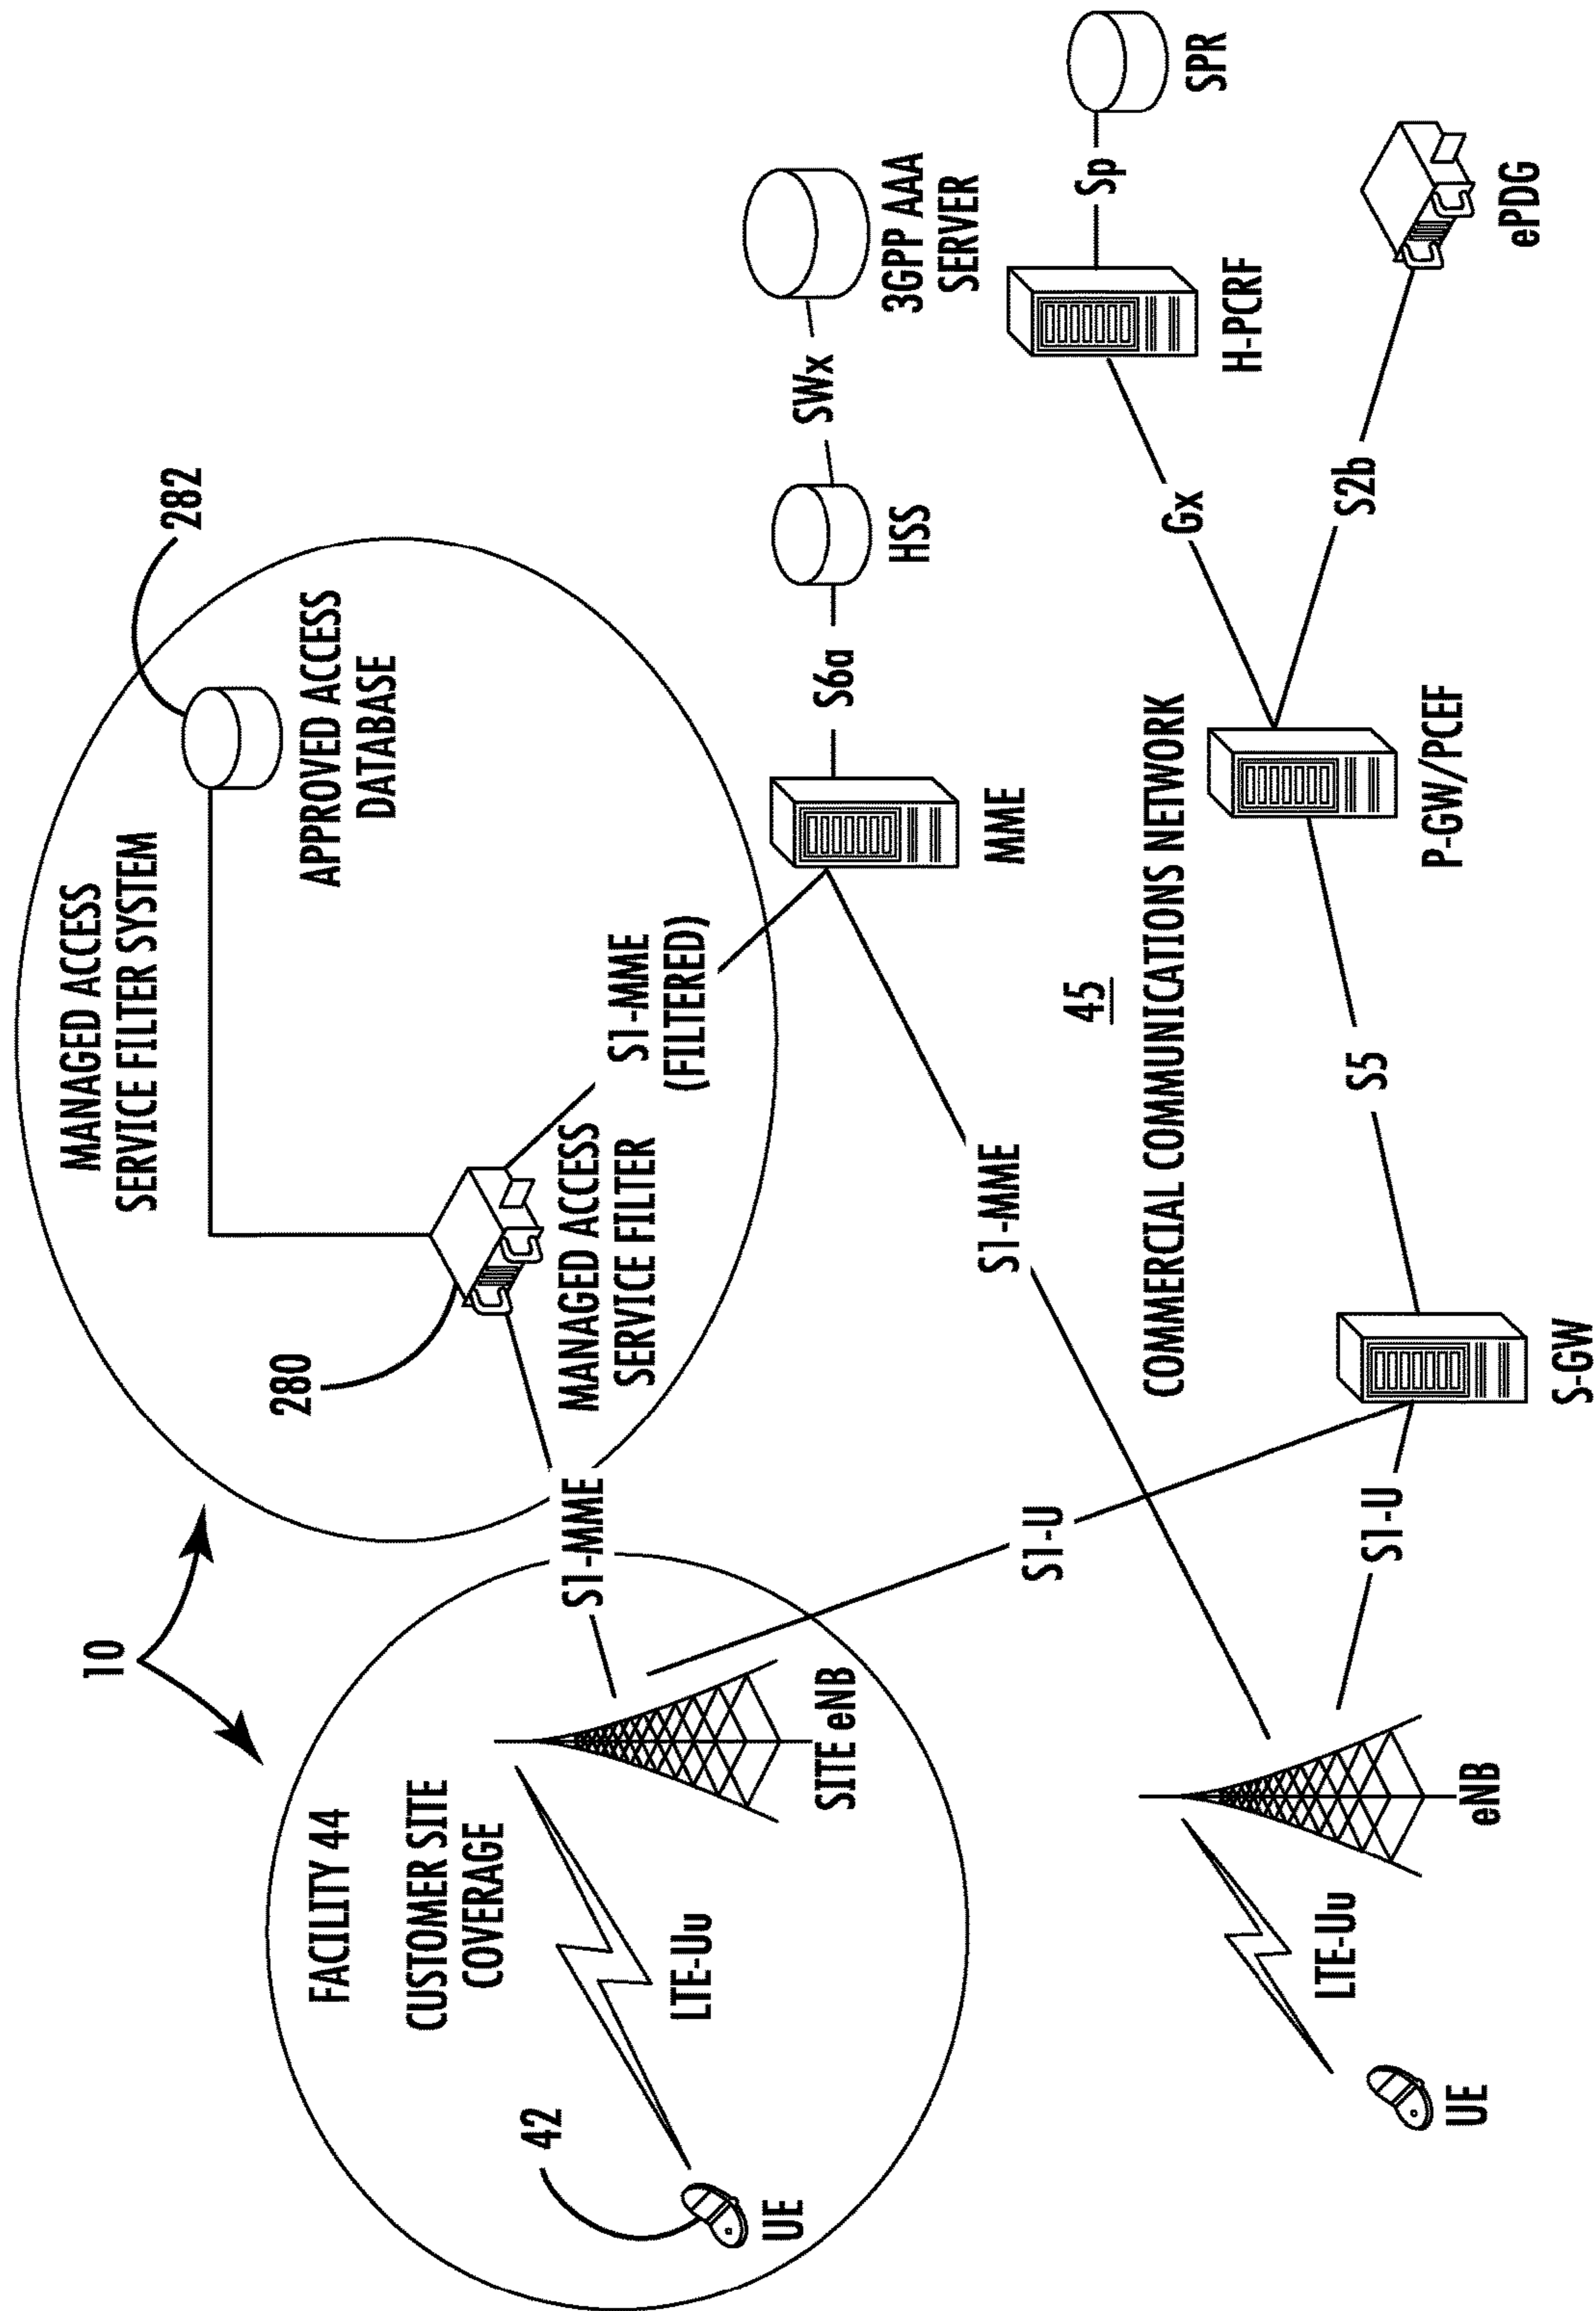 10
MANAGED ACCESS
SERVICE FILTER SYSTEM
282
280
APPROVED ACCESS
DATABASE
MANAGED ACCESS
SERVICE FILTER
S1-MME
(FILTERED)
S1-MME
FACILITY 44
CUSTOMER SITE
COVERAGE
42
LTE-Uu
UE
SITE eNB
MME
S6a
HSS
SWx
3GPP AAA
SERVER
S1-MME
S1-U
45
COMMERCIAL COMMUNICATIONS NETWORK
Sp
SPR
H-PCRF
Gx
LTE-Uu
UE
eNB
S1-U
S-GW
S5
P-GW/PCEF
S2b
ePDG